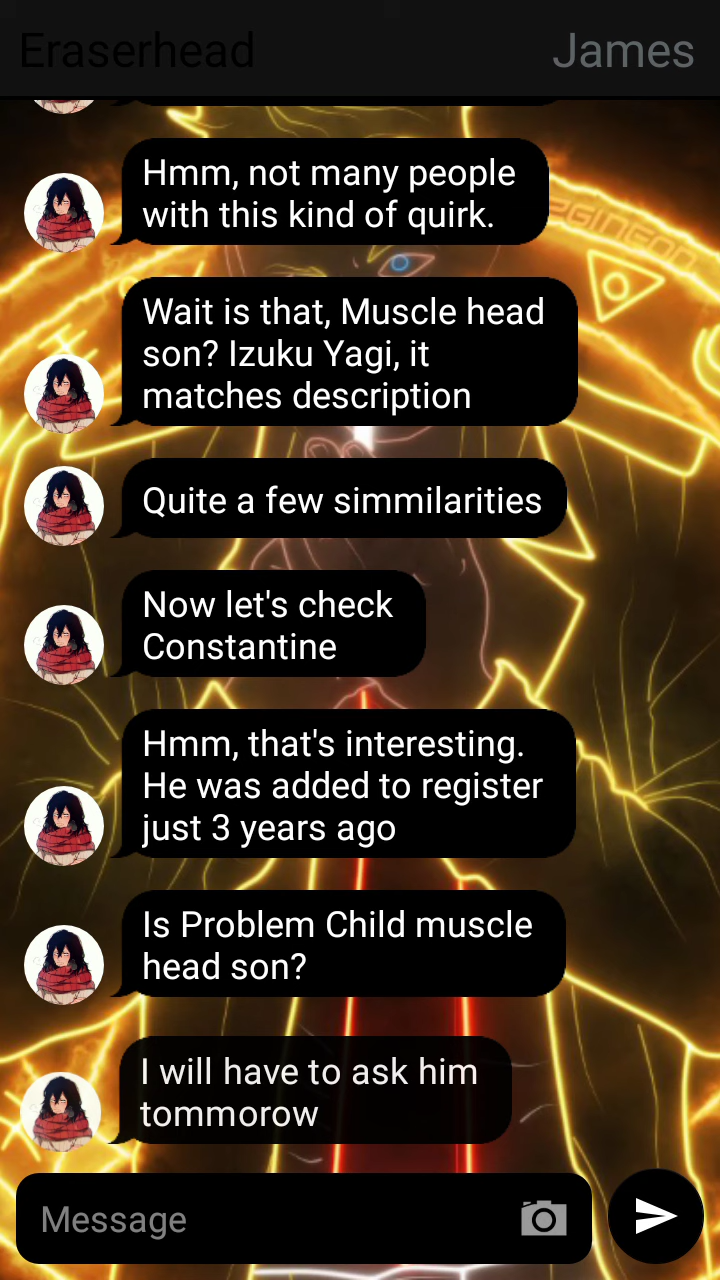 Eraserhead
James
Hmm, not many people
with this kind of quirk.
Wait is that, Muscle head
son? Izuku Yagi, it
matches description
Quite a few simmilarities
Now let's check
Constantine
Hmm, that's interesting.
He was added to register
just 3 years ago
Is Problem Child muscle
head son?
I will have to ask him
tommorow
Message